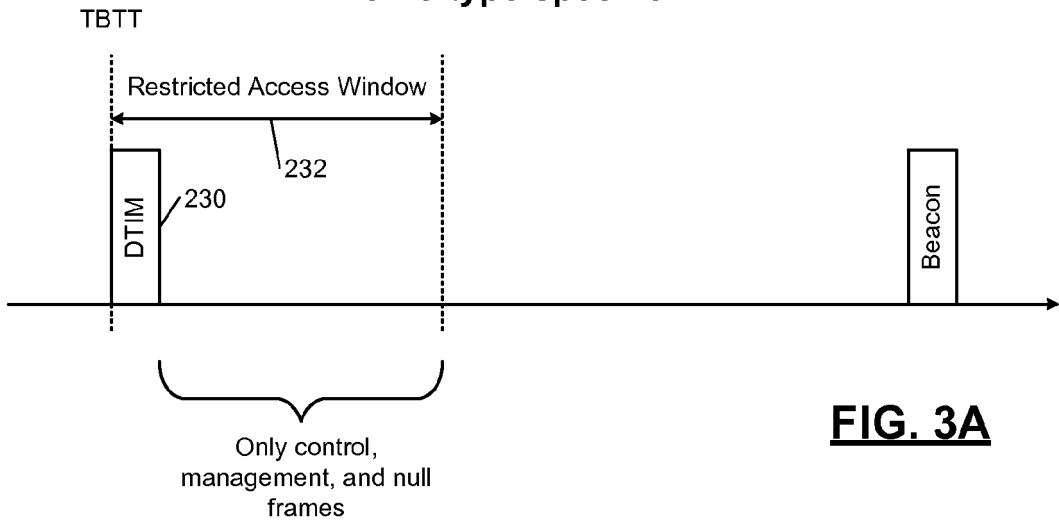 TBTT
Restricted Access Window
232
230
DTIM
Beacon
Only control,
management, and null
frames
FIG. 3A